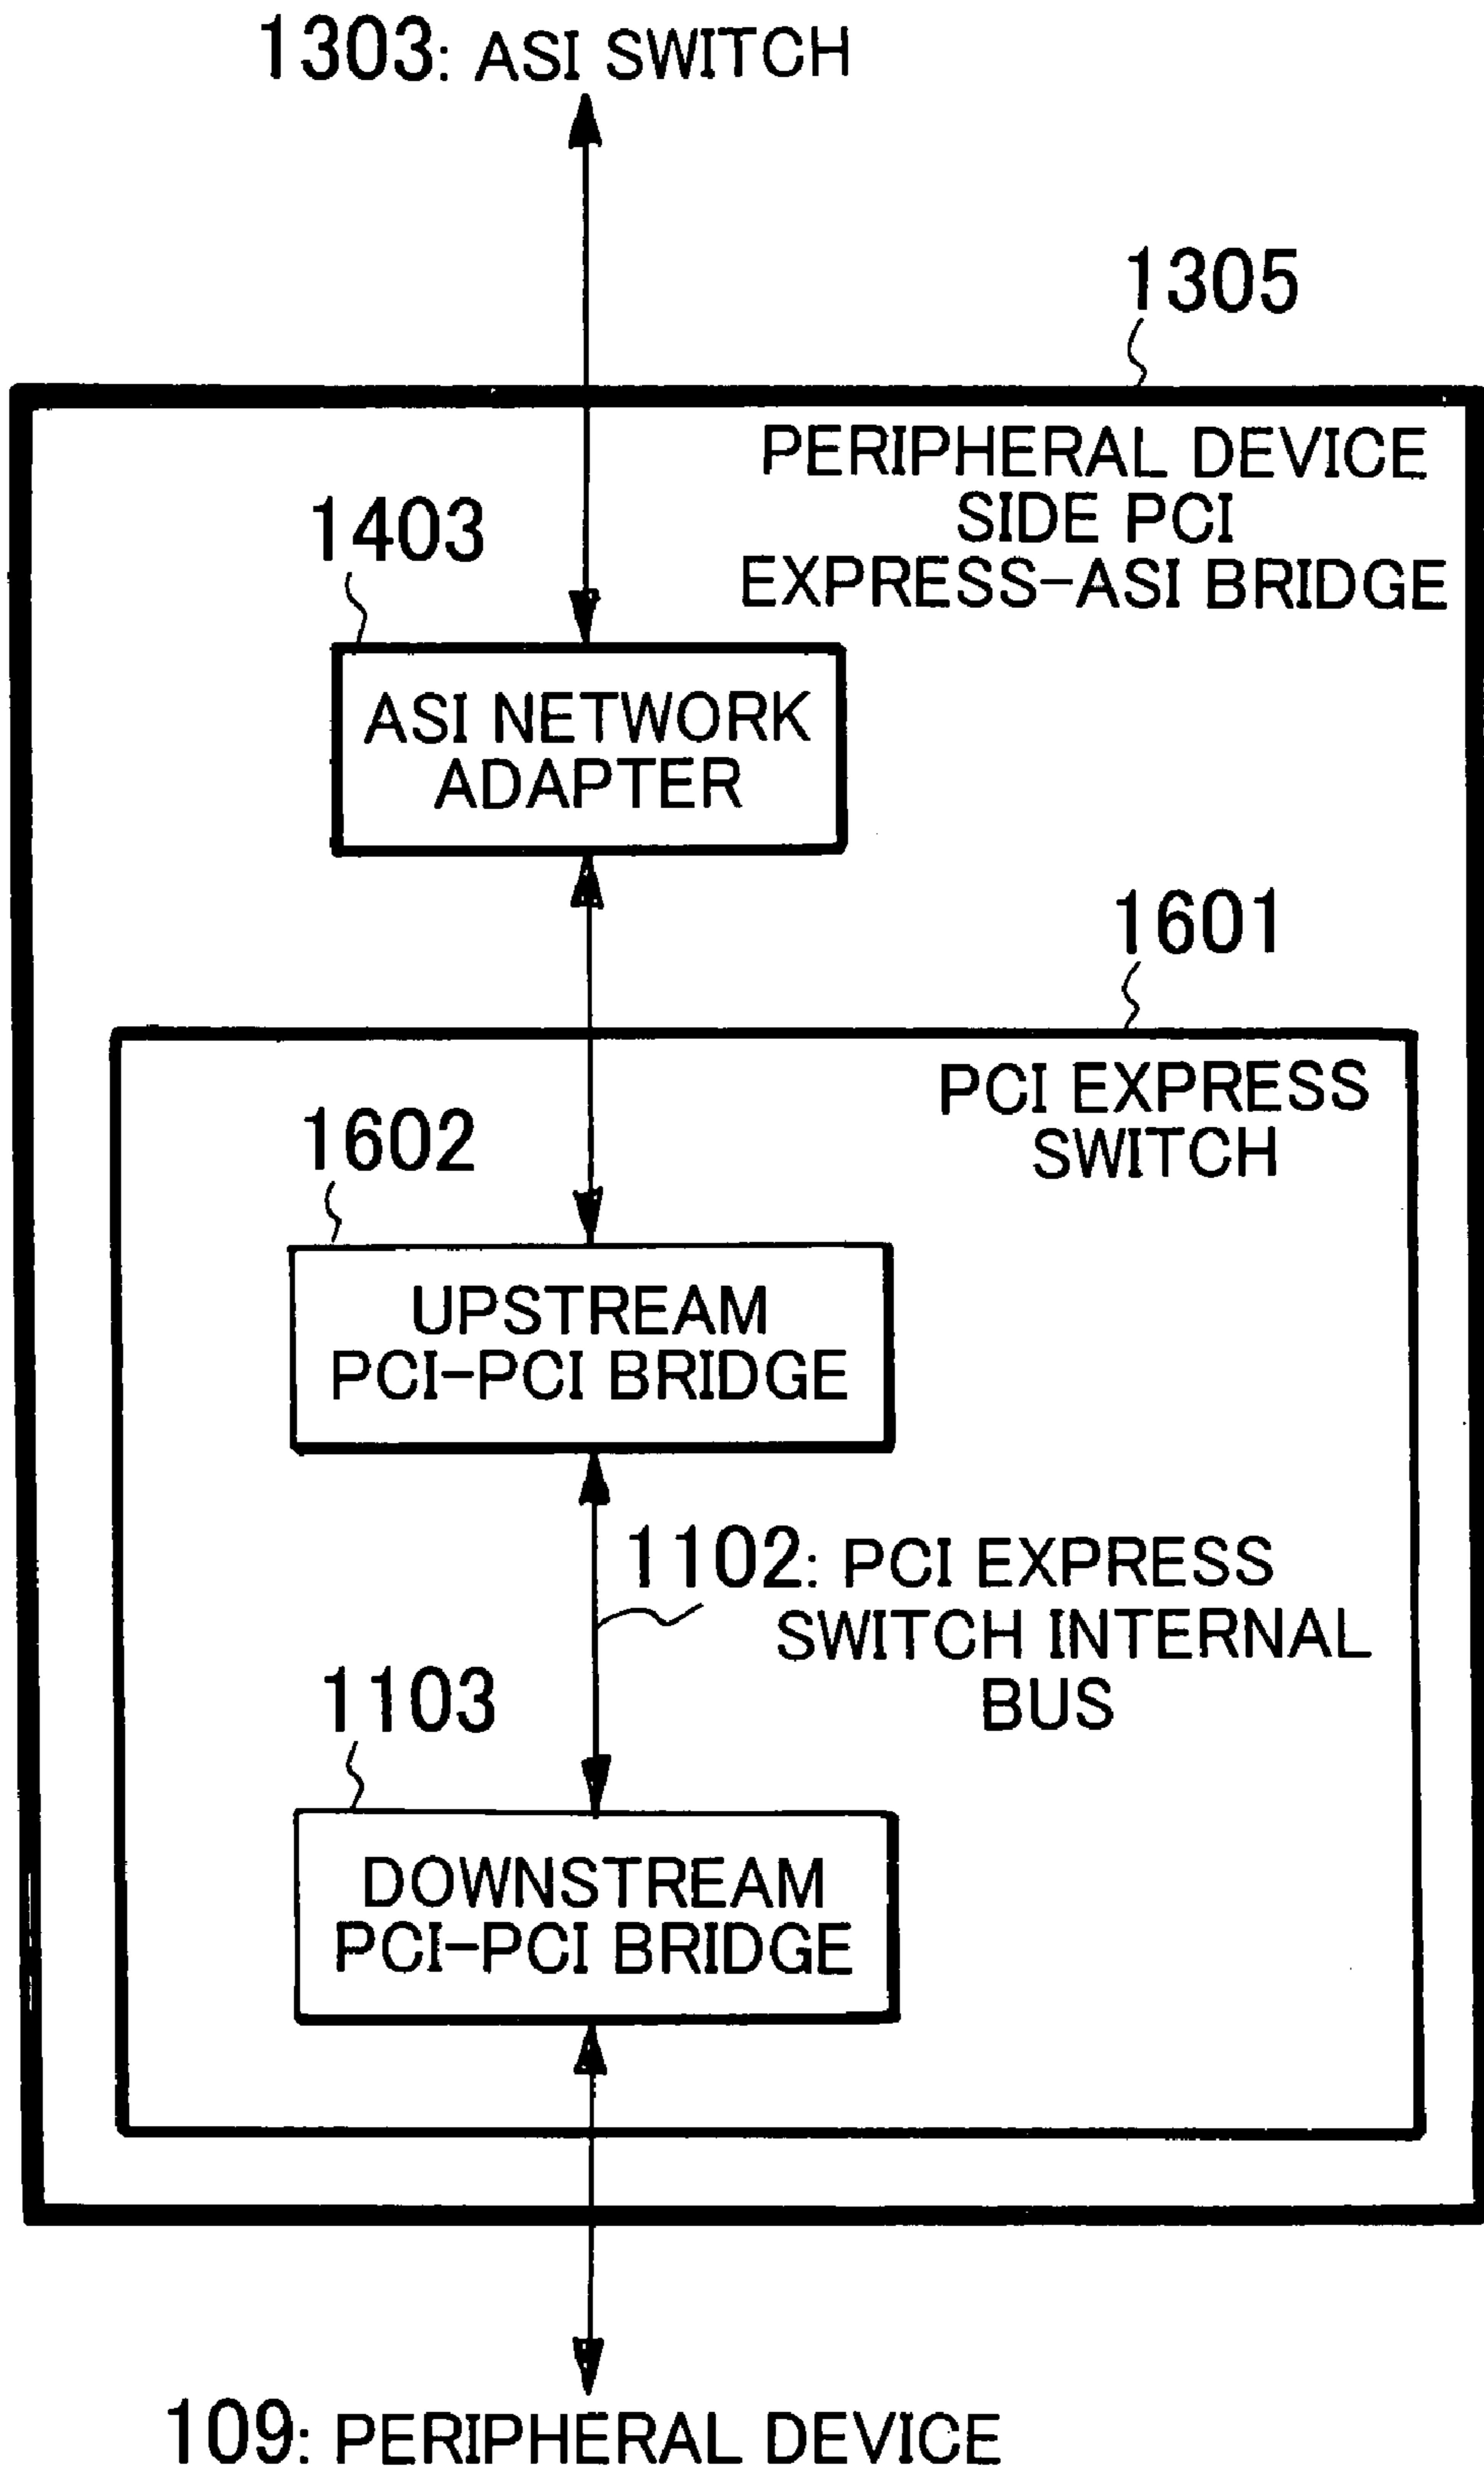 1303: ASI SWITCH
1305
PERIPHERAL DEVICE
SIDE PCI
EXPRESS-ASI BRIDGE
1403
ASI NETWORK
ADAPTER
1601
PCI EXPRESS
SWITCH
1602
UPSTREAM
PCI-PCI BRIDGE
1102: PCI EXPRESS
SWITCH INTERNAL
BUS
1103
DOWNSTREAM
PCI-PCI BRIDGE
109: PERIPHERAL DEVICE